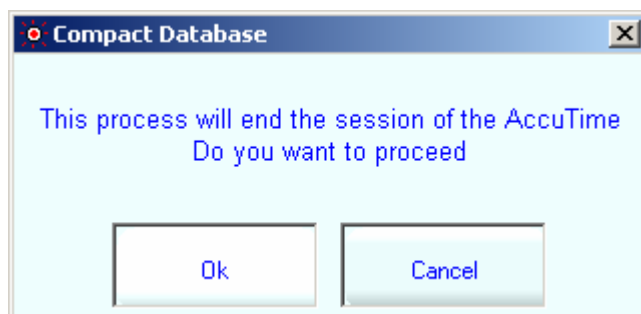 Compact Database
This process will end the session of the AccuTime
Do you want to proceed
Ok
Cancel